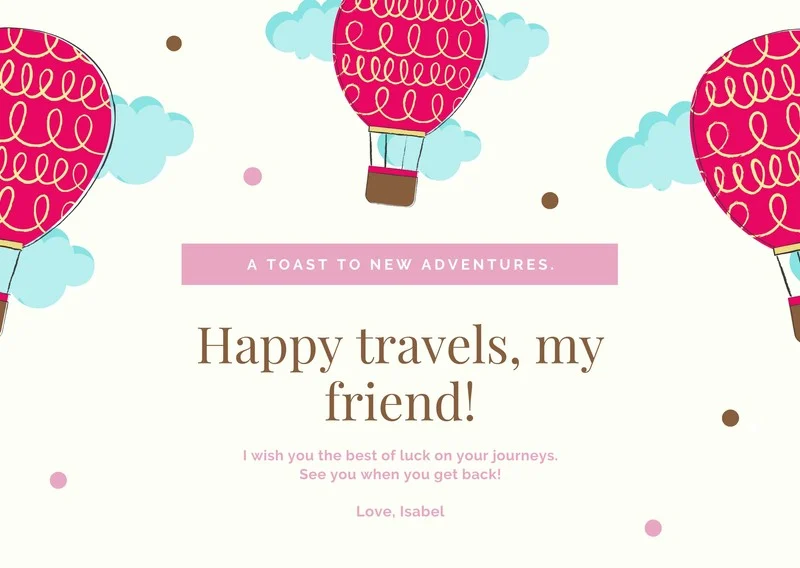 A TOAST TO NEW ADVENTURES.
Happy travels, my
friend!
I wish you the best of luck on your journeys.
See you when you get back!
Love, Isabel